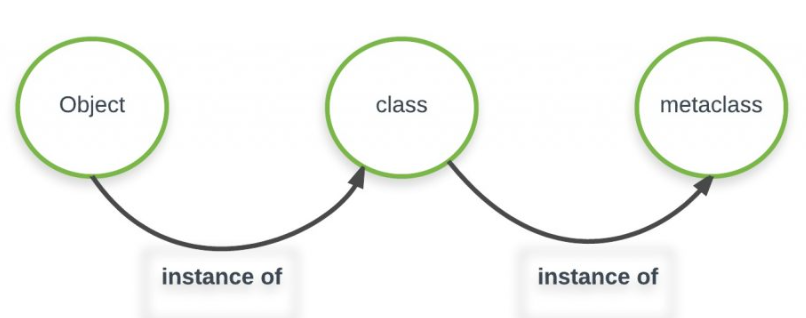 Object
class
metaclass
instance of
instance of